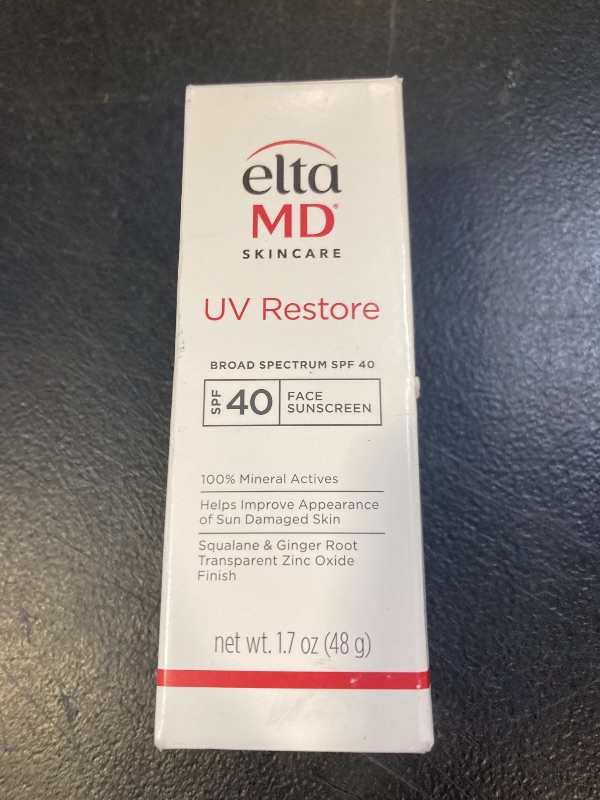 elta
MD®
SKINCARE
UV Restore
BROAD SPECTRUM SPF 40
SPF 40 FACE
SUNSCREEN
100% Mineral Actives
Helps Improve Appearance
of Sun Damaged Skin
Squalane & Ginger Root
Transparent Zinc Oxide
Finish
net wt. 1.7 oz (48 g)